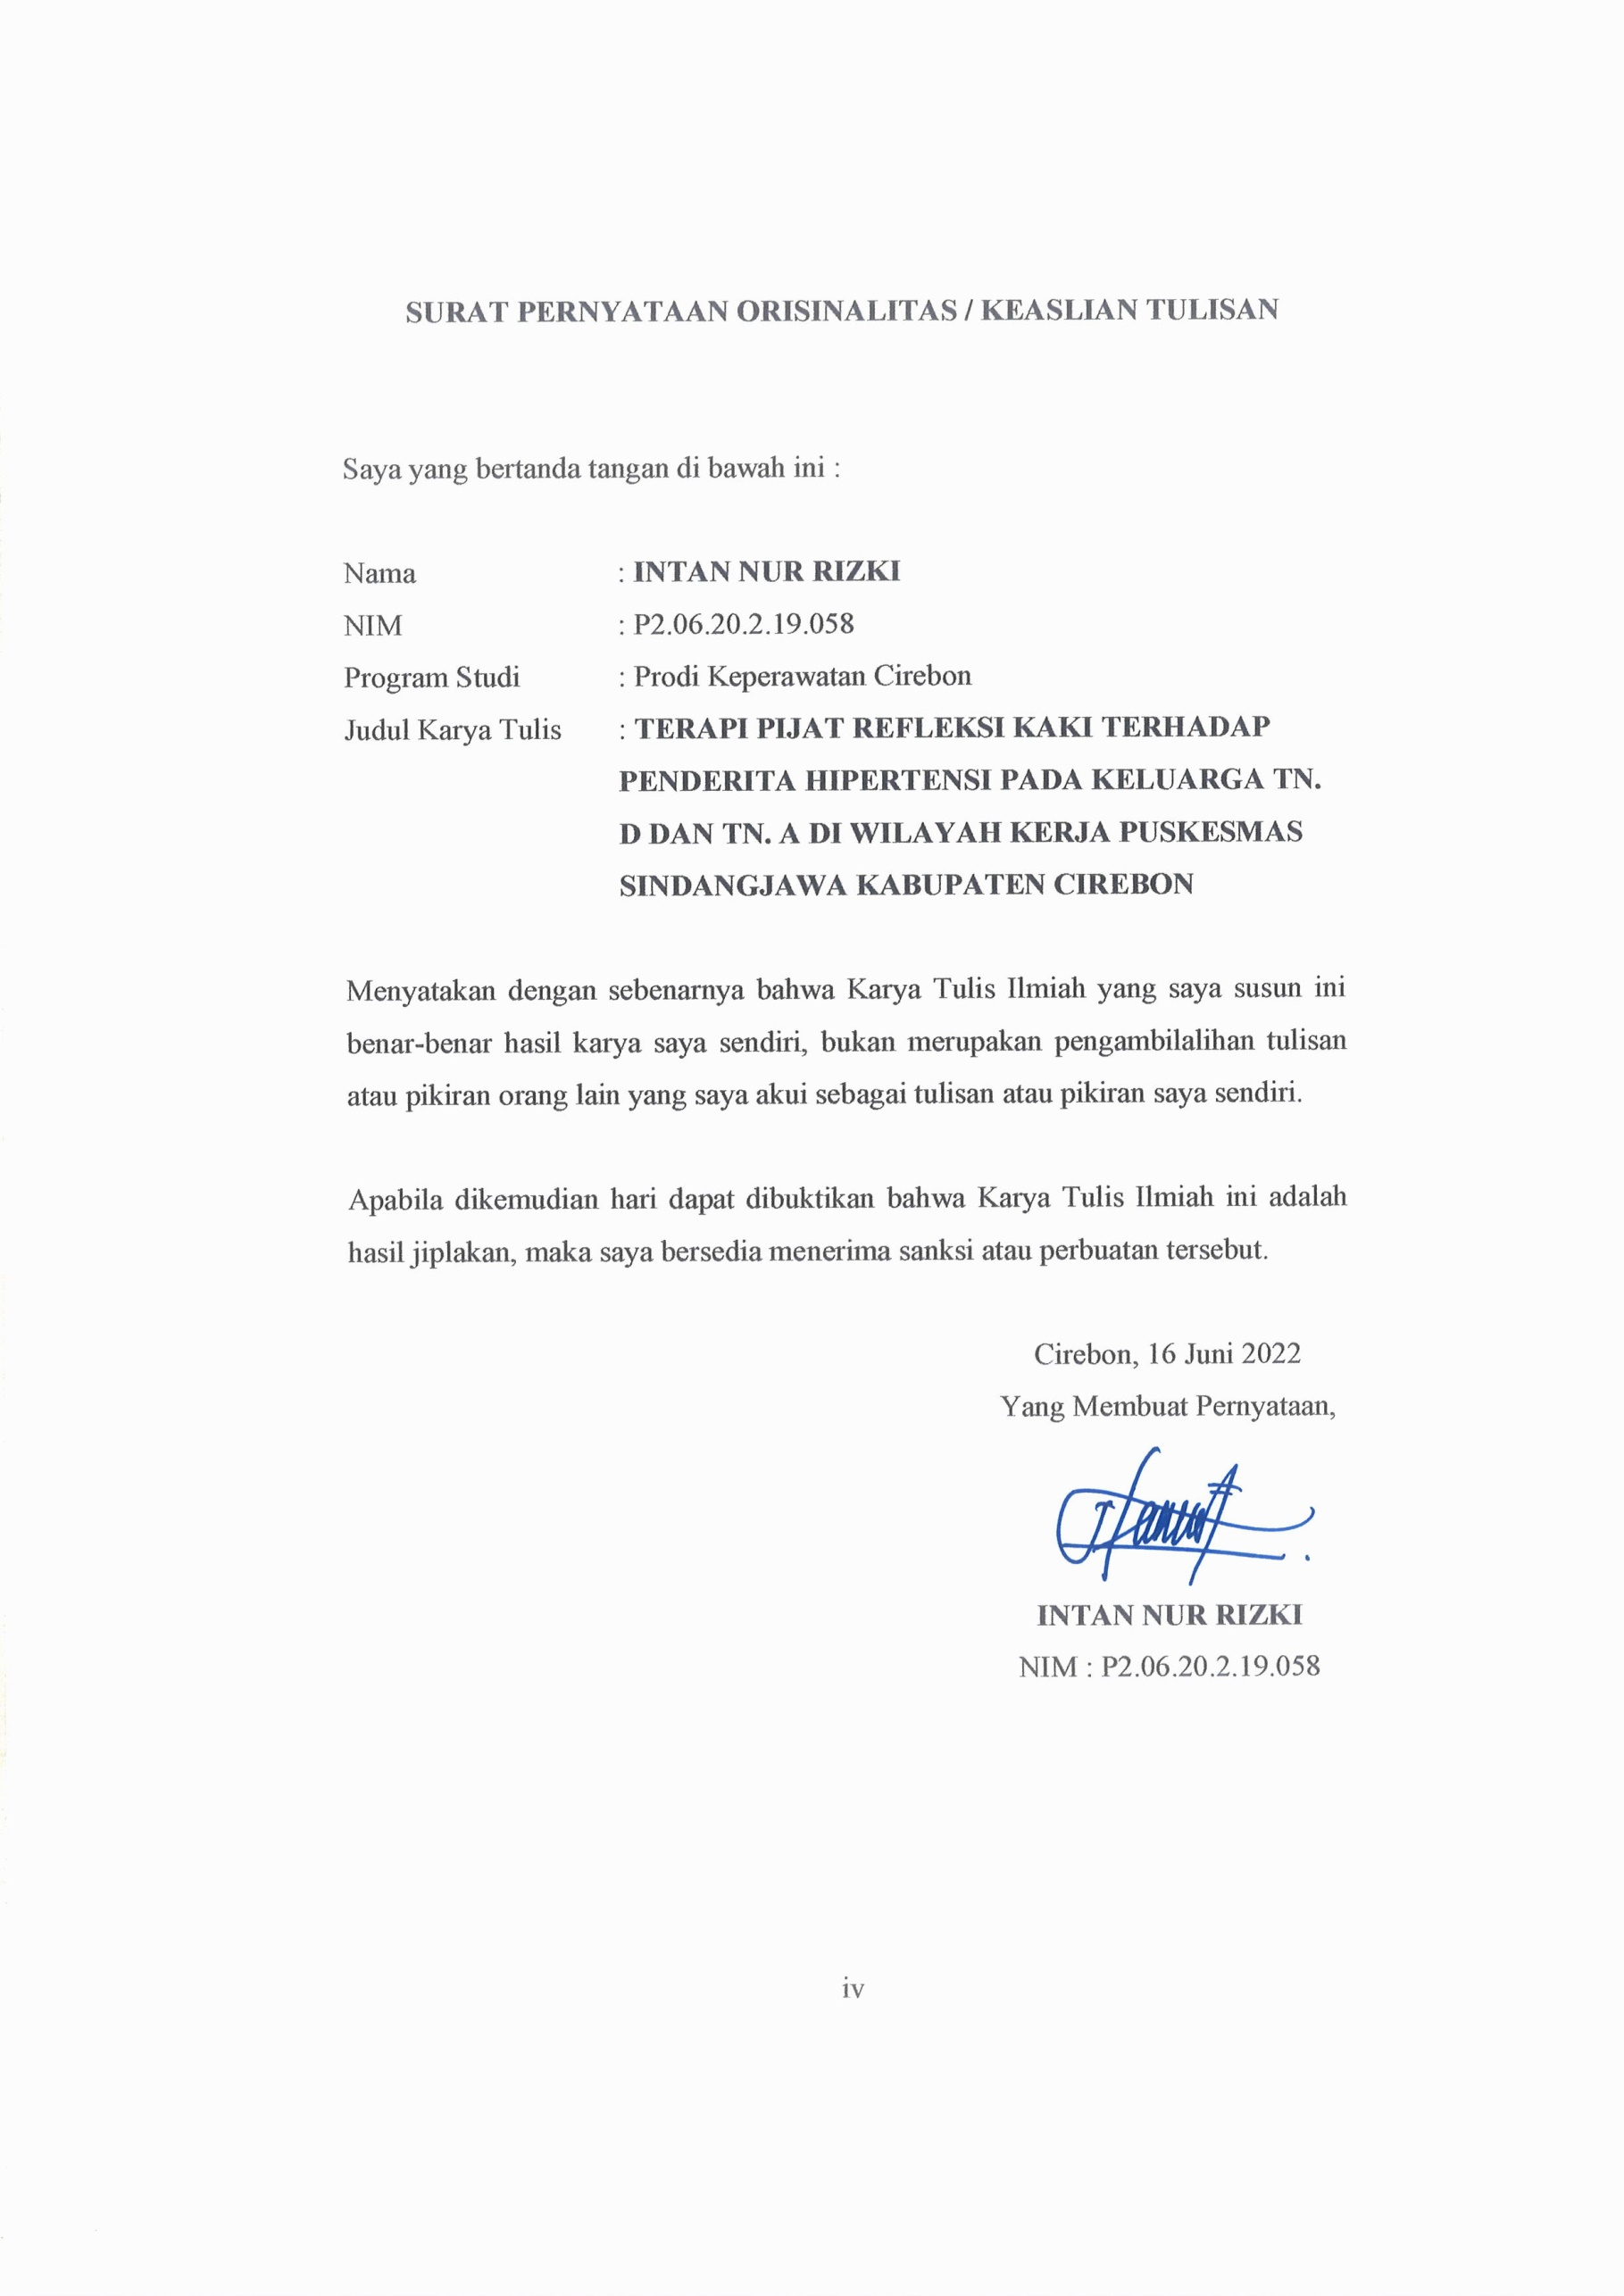 SURAT PERNYATAAN ORISINALITAS / KEASLIAN TULISAN
Saya yang bertanda tangan di bawah ini :
Nama : INTAN NUR RIZKI
NIM : P2.06.20.2.19.058
Program Studi : Prodi Keperawatan Cirebon
Judul Karya Tulis : TERAPI PIJAT REFLEKSI KAKI TERHADAP
PENDERITA HIPERTENSI PADA KELUARGA TN.
D DAN TN. A DI WILAYAH KERJA PUSKESMAS
SINDANGJAWA KABUPATEN CIREBON
Menyatakan dengan sebenarnya bahwa Karya Tulis Ilmiah yang saya susun ini
benar-benar hasil karya saya sendiri, bukan merupakan pengambilalihan tulisan
atau pikiran orang lain yang saya akui sebagai tulisan atau pikiran saya sendiri.
Apabila dikemudian hari dapat dibuktikan bahwa Karya Tulis Ilmiah ini adalah
hasil jiplakan, maka saya bersedia menerima sanksi atau perbuatan tersebut.
Cirebon, 16 Juni 2022
Yang Membuat Pernyataan,
INTAN NUR RIZKI
NIM : P2.06.20.2.19.058
iv